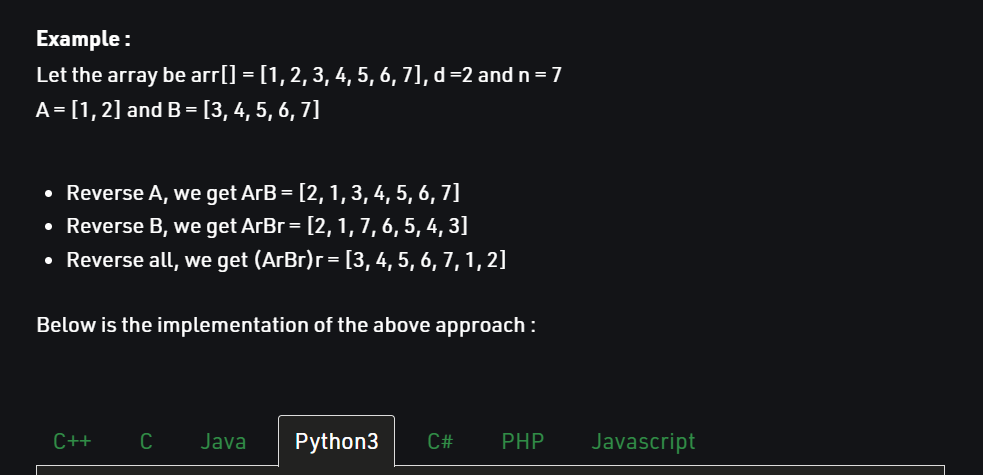 Example :
Let the array be arr[] = [1, 2, 3, 4, 5, 6, 7], d =2 and n = 7
A = [1, 2] and B = [3, 4, 5, 6, 7]
• Reverse A, we get ArB = [2, 1, 3, 4, 5, 6, 7]
• Reverse B, we get ArBr = [2, 1, 7, 6, 5, 4, 3]
• Reverse all, we get (ArBr)r = [3, 4, 5, 6, 7, 1, 2]
Below is the implementation of the above approach :
C++ C Java Python3 C# PHP Javascript